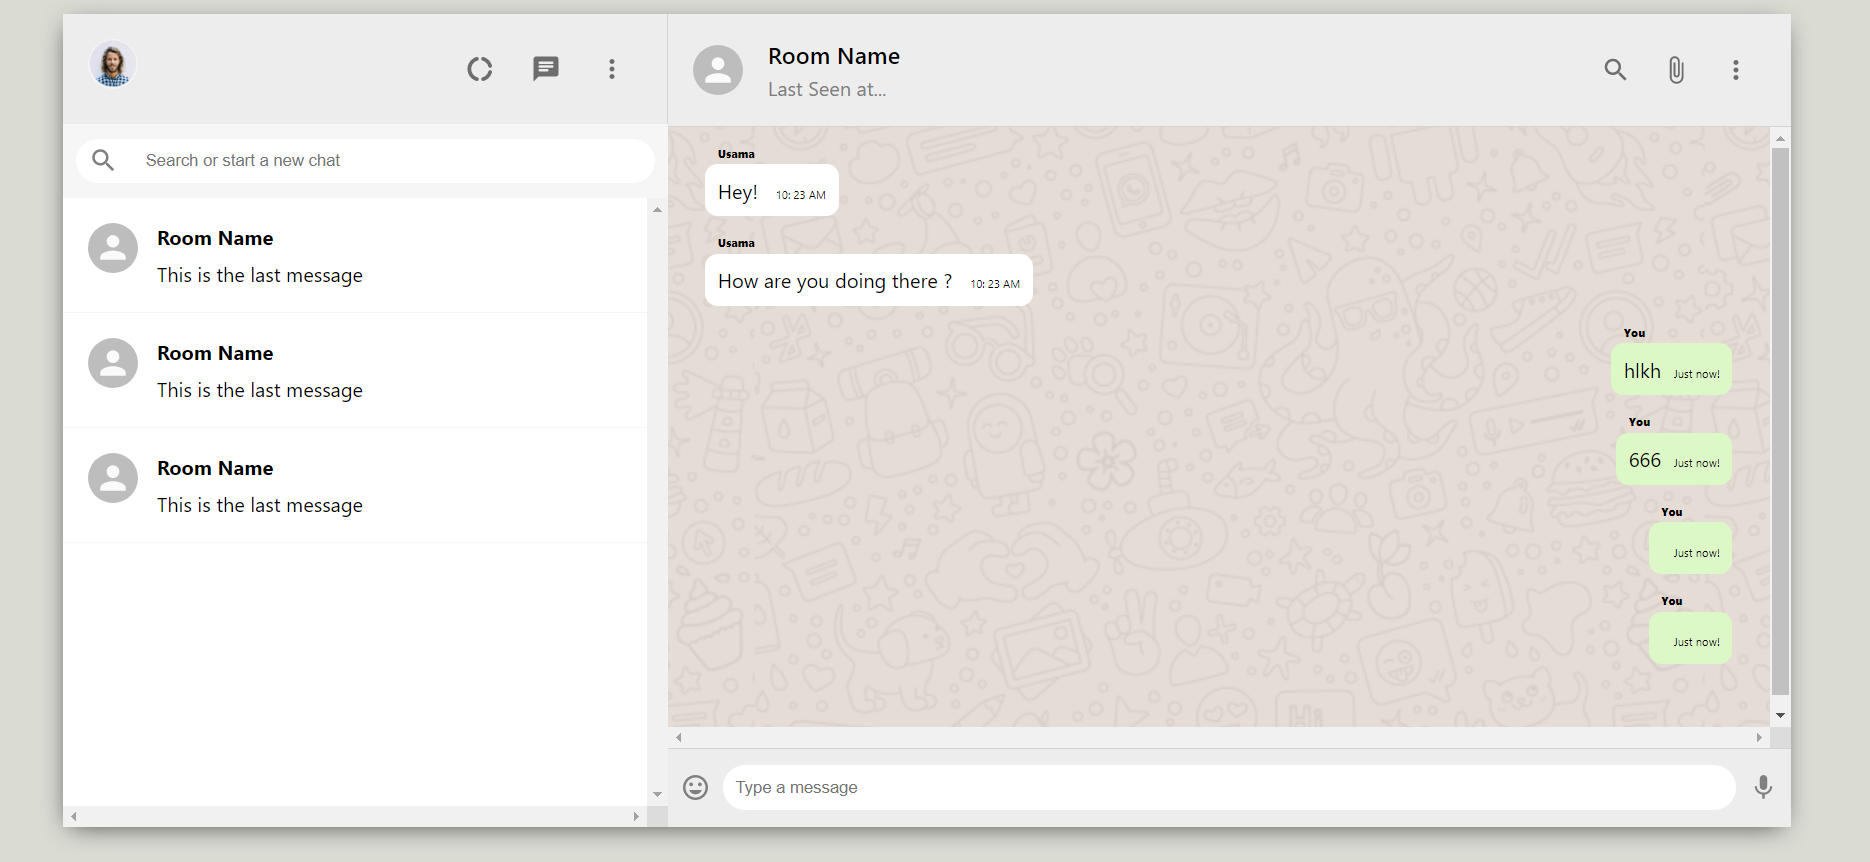 Search or start a new chat
Room Name
This is the last message
Room Name
This is the last message
Room Name
This is the last message
Room Name
Last Seen at...
Usama
Hey! 10: 23 AM
Usama
How are you doing there ? 10: 23 AM
You
hlkh Just now!
You
666 Just now!
You
Just now!
You
Just now!
Type a message